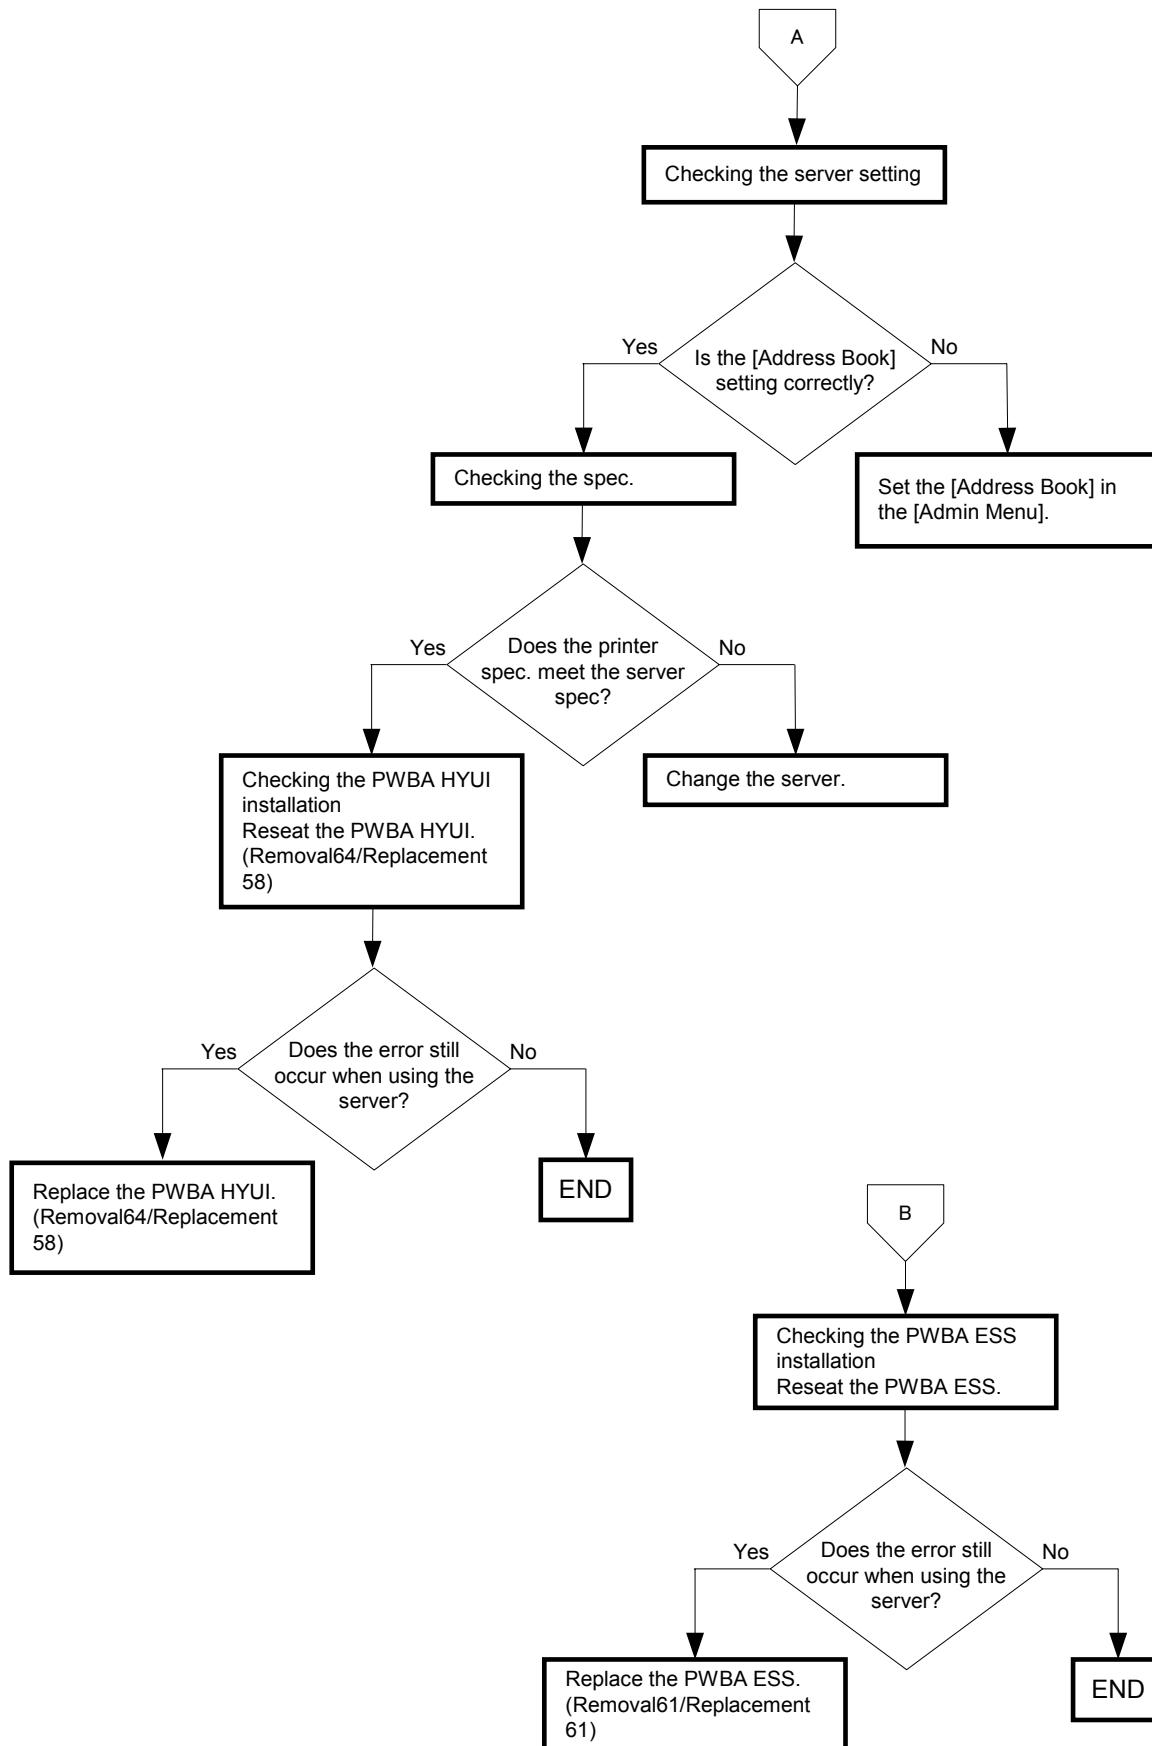 A
Checking the server setting
Yes
Is the [Address Book]
setting correctly?
No
Checking the spec.
Set the [Address Book] in
the [Admin Menu].
Yes
Does the printer
spec. meet the server
spec?
No
Checking the PWBA HYUI
installation
Reseat the PWBA HYUI.
(Removal64/Replacement
58)
Change the server.
Yes
Does the error still
occur when using the
server?
No
Replace the PWBA HYUI.
(Removal64/Replacement
58)
END
B
Checking the PWBA ESS
installation
Reseat the PWBA ESS.
Yes
Does the error still
occur when using the
server?
No
Replace the PWBA ESS.
(Removal61/Replacement
61)
END